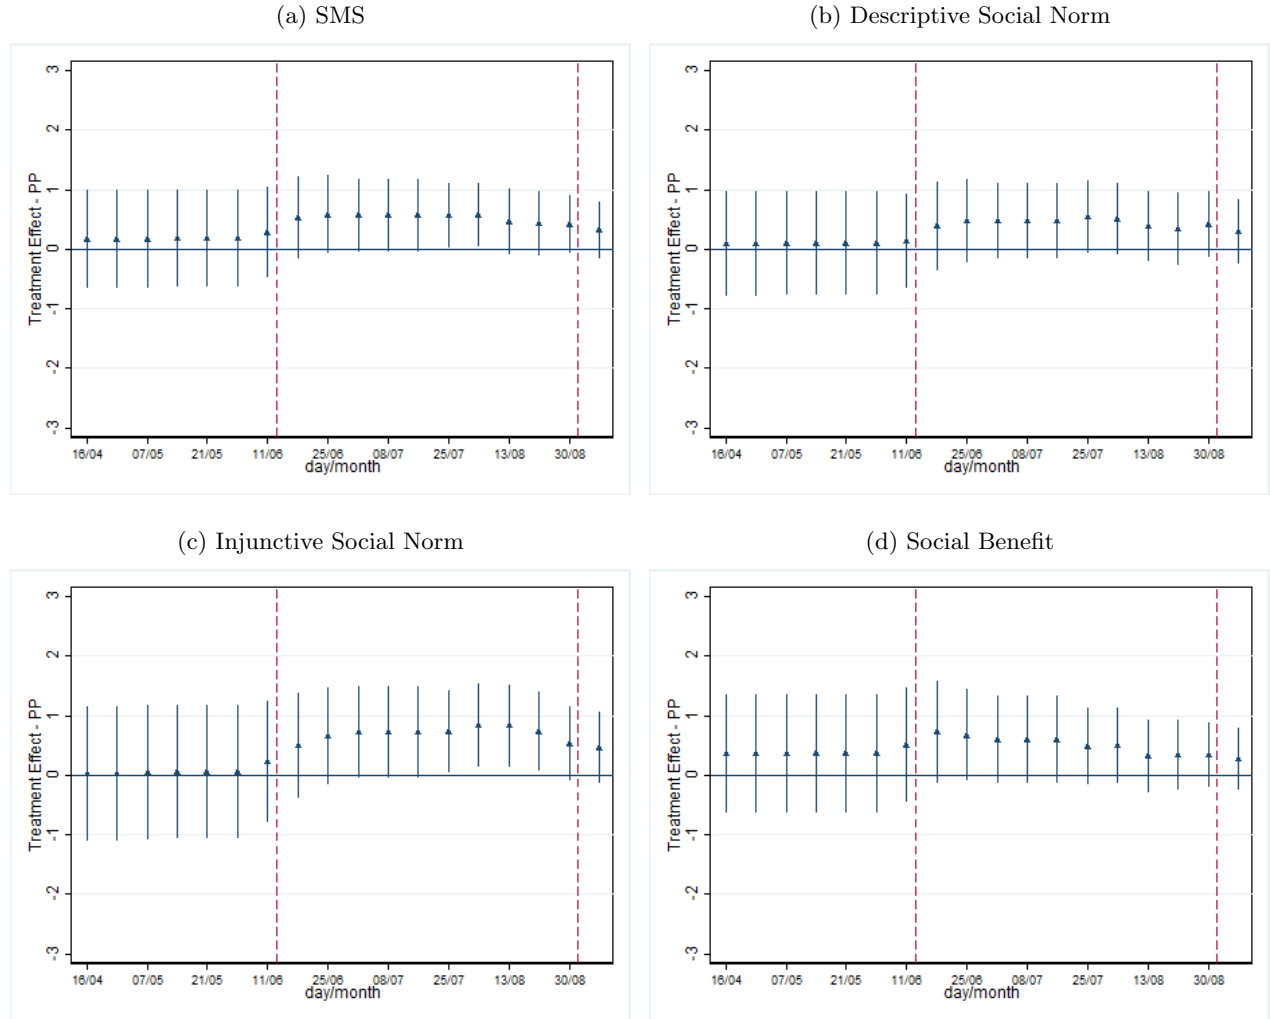 (a) SMS
(b) Descriptive Social Norm
Treatment Effect - PP
3
2
1
0
-1
-2
-3
16/04 07/05 21/05 11/06 25/06 08/07 25/07 13/08 30/08
day/month
Treatment Effect - PP
3
2
1
0
-1
-2
-3
16/04 07/05 21/05 11/06 25/06 08/07 25/07 13/08 30/08
day/month
(c) Injunctive Social Norm
(d) Social Benefit
Treatment Effect - PP
3
2
1
0
-1
-2
-3
16/04 07/05 21/05 11/06 25/06 08/07 25/07 13/08 30/08
day/month
Treatment Effect - PP
3
2
1
0
-1
-2
-3
16/04 07/05 21/05 11/06 25/06 08/07 25/07 13/08 30/08
day/month